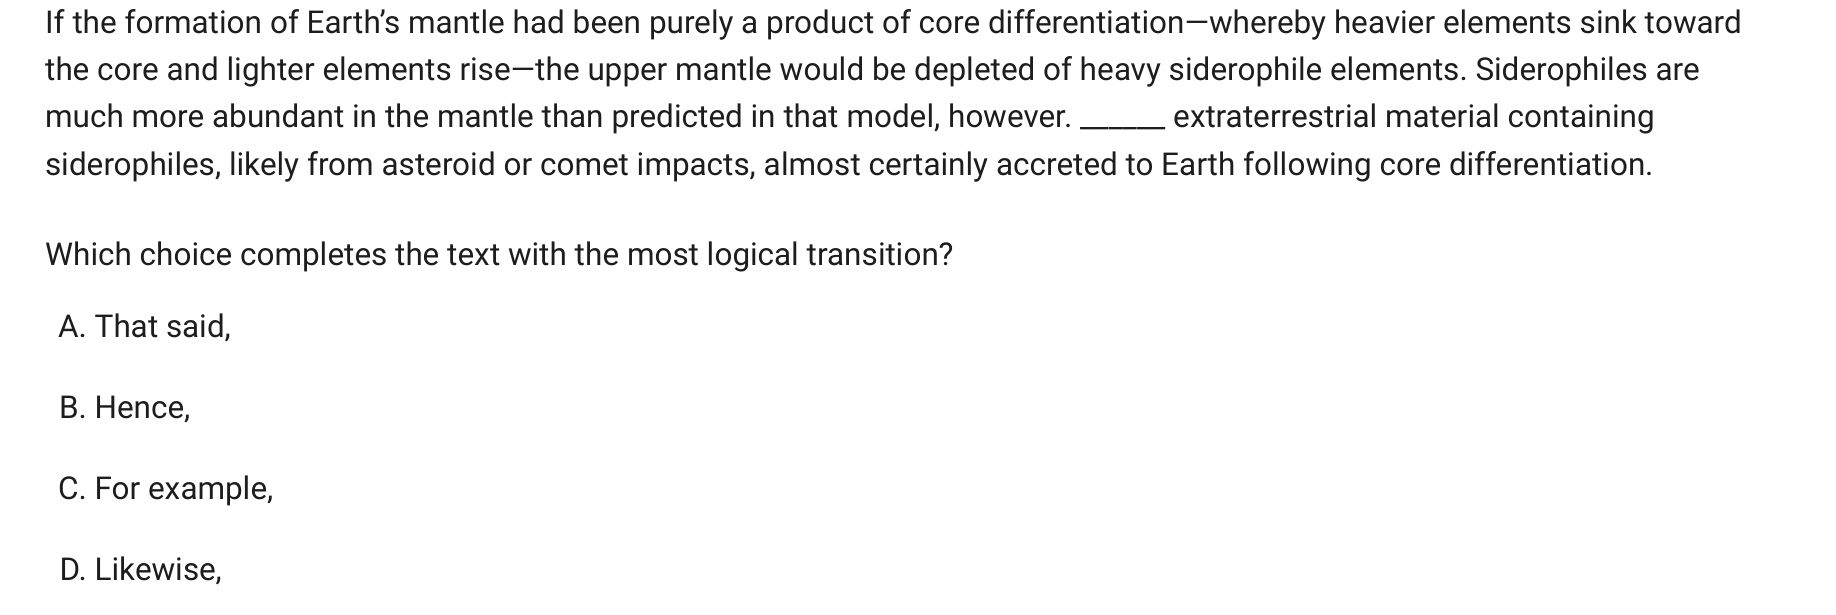 If the formation of Earth’s mantle had been purely a product of core differentiation—whereby heavier elements sink toward
the core and lighter elements rise—the upper mantle would be depleted of heavy siderophile elements. Siderophiles are
much more abundant in the mantle than predicted in that model, however. ______ extraterrestrial material containing
siderophiles, likely from asteroid or comet impacts, almost certainly accreted to Earth following core differentiation.
Which choice completes the text with the most logical transition?
A. That said,
B. Hence,
C. For example,
D. Likewise,